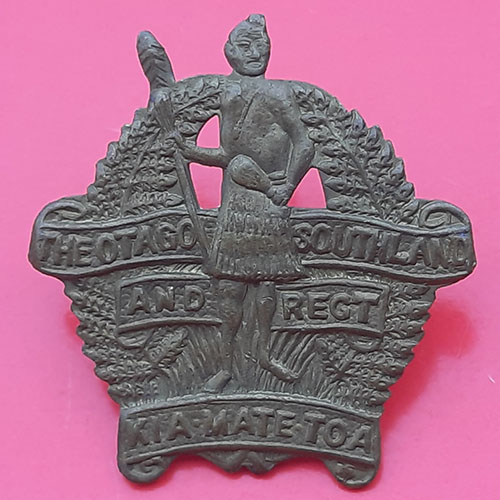 THE OTAGO SOUTHLAND
AND REGT
KIA-MATE-TOA